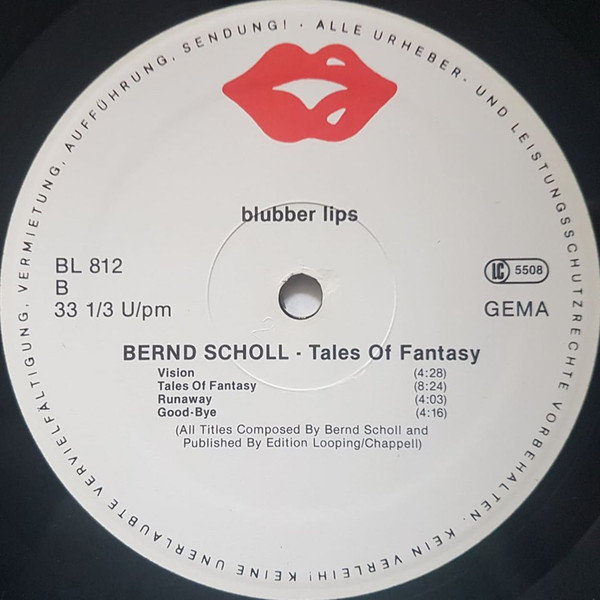 ALLE URHEBER- UND LEISTUNGSSCHUTZRECHTE VORBEHALTEN. KEIN VERLEIH! KEINE UNERLAUBTE VERVIELFÄLTIGUNG, VERMIETUNG, AUFFÜHRUNG, SENDUNG! ·
blubber lips
BL 812
B
33 1/3 U/pm
LC 5508
GEMA
BERND SCHOLL · Tales Of Fantasy
Vision (4:28)
Tales Of Fantasy (8:24)
Runaway (4:03)
Good-Bye (4:16)
(All Titles Composed By Bernd Scholl and
Published By Edition Looping/Chappell)